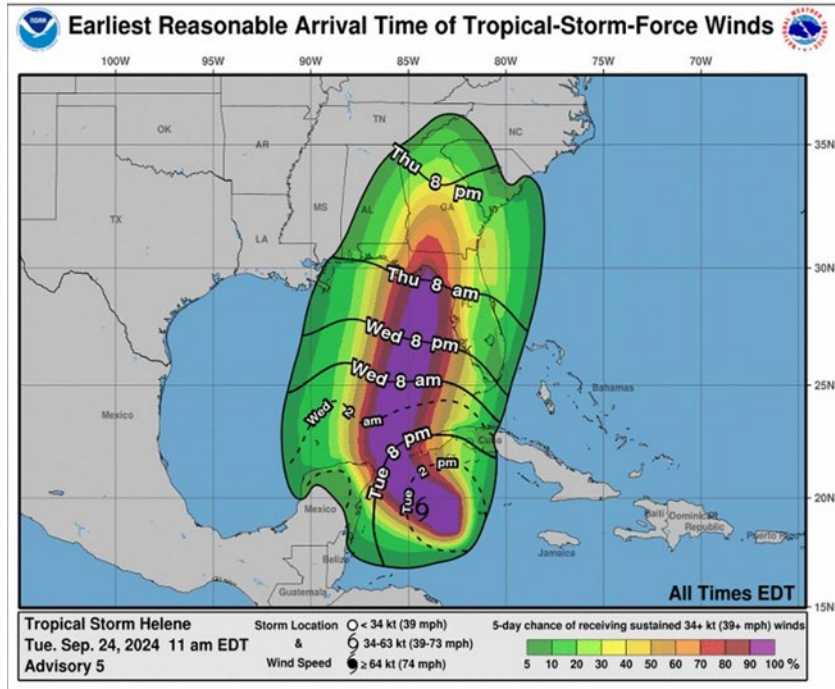 NOAA
Earliest Reasonable Arrival Time of Tropical-Storm-Force Winds
100W 95W 90W 85W 80W 75W 70W
TN
NC
OK
AR
35N
Thu 8 pm
SC
MS
AL
GA
TX
LA
30N
Thu 8 am
FL
Wed 8 pm
Wed 8 am
25N
Bahamas
Mexico
Wed 2 am
Tue 8 pm
Cuba
Tue 2 pm
20N
Mexico
Haiti
Dominican
Republic
Puerto Rico
Jamaica
Belize
Guatemala
All Times EDT
15N
Tropical Storm Helene
Tue. Sep. 24, 2024 11 am EDT
Advisory 5
Storm Location
&
Wind Speed
< 34 kt (39 mph)
34-63 kt (39-73 mph)
≥ 64 kt (74 mph)
5-day chance of receiving sustained 34+ kt (39+ mph) winds
5 10 20 30 40 50 60 70 80 90 100 %